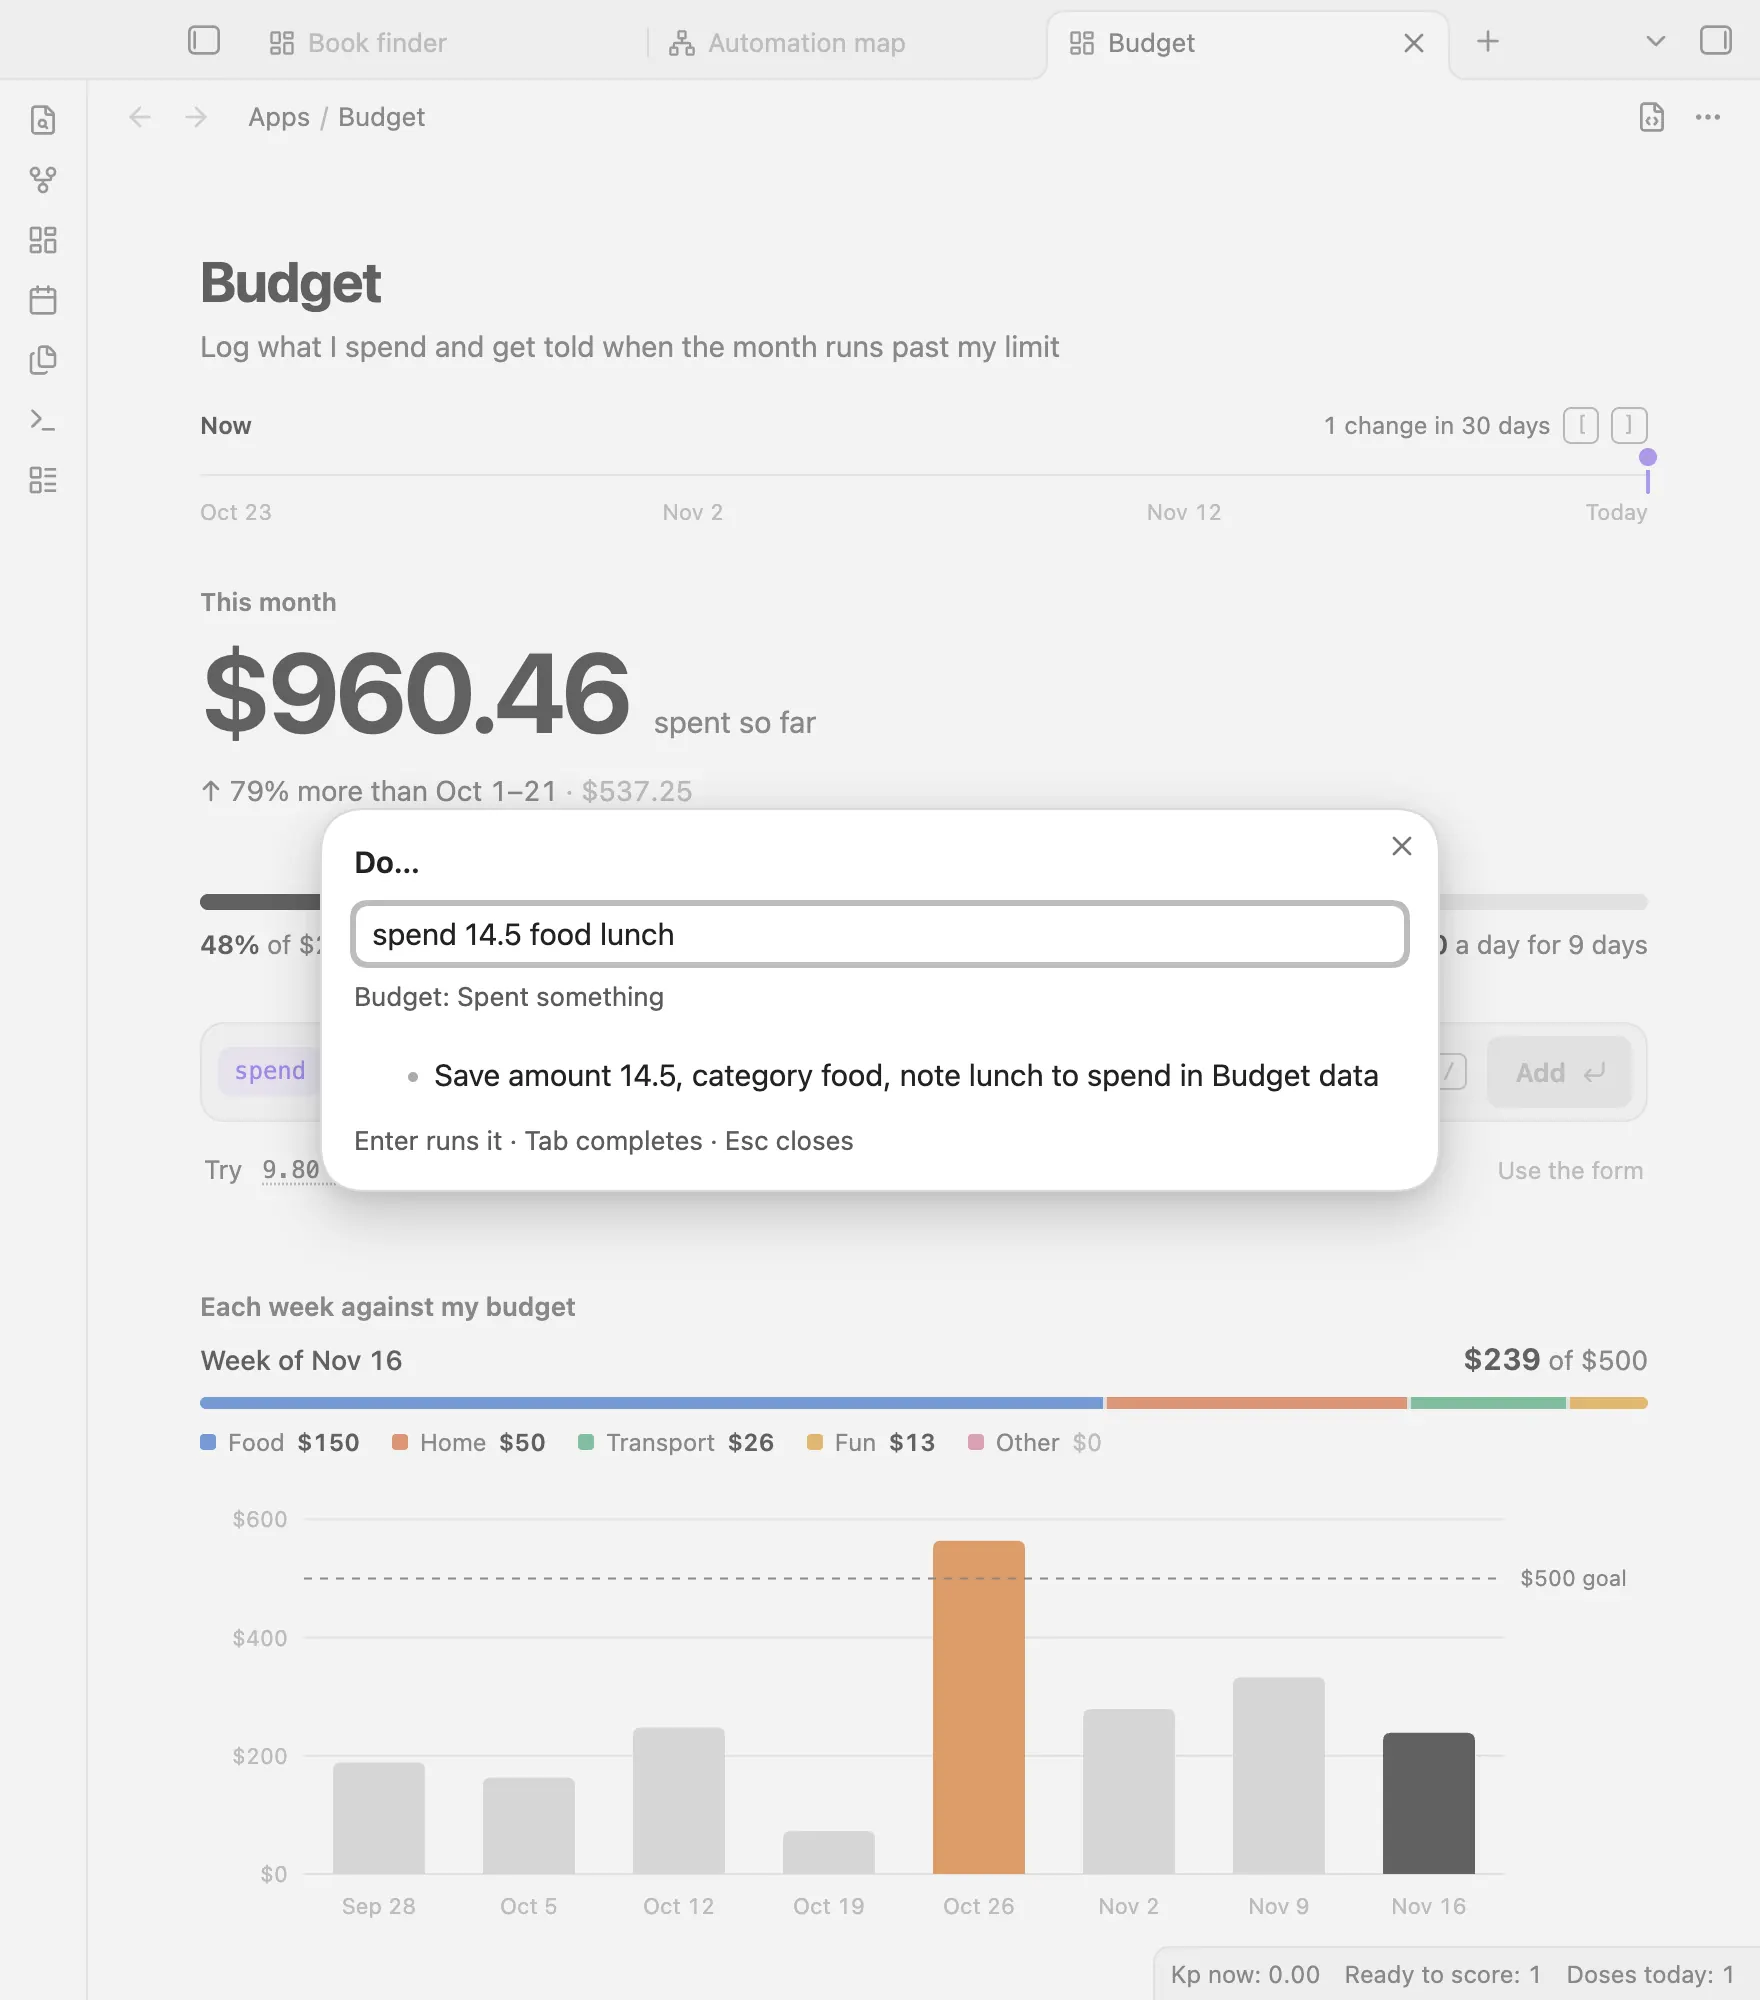 Book finder
Automation map
Budget
Apps / Budget
Budget
Log what I spend and get told when the month runs past my limit
Now
1 change in 30 days [ ]
Oct 23 Nov 2 Nov 12 Today
This month
$960.46 spent so far
↑ 79% more than Oct 1–21 · $537.25
Do...
spend 14.5 food lunch
48% of
a day for 9 days
Budget: Spent something
spend
Save amount 14.5, category food, note lunch to spend in Budget data
/
Add
Enter runs it · Tab completes · Esc closes
Try 9.80
Use the form
Each week against my budget
Week of Nov 16
$239 of $500
Food $150 Home $50 Transport $26 Fun $13 Other $0
$600
$500 goal
$400
$200
$0
Sep 28 Oct 5 Oct 12 Oct 19 Oct 26 Nov 2 Nov 9 Nov 16
Kp now: 0.00 Ready to score: 1 Doses today: 1